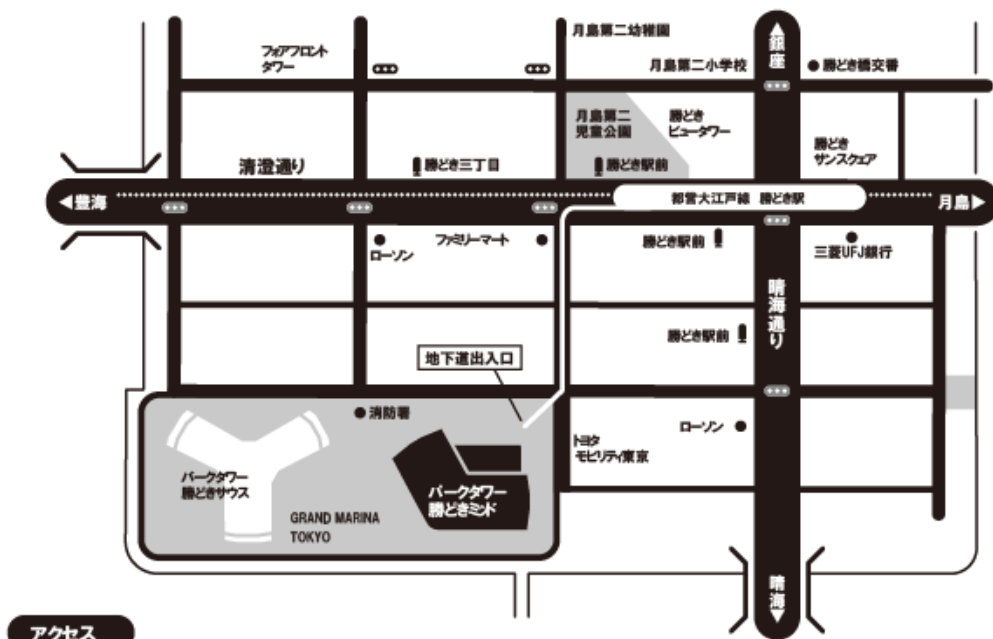 月島第二幼稚園
▲銀座
フォアフロント
タワー
月島第二小学校
勝どき橋交番
月島第二
児童公園
勝どき
ビュータワー
勝どき
サンスクェア
清澄通り
勝どき三丁目
勝どき駅前
◀豊海
都営大江戸線 勝どき駅
月島▶
ローソン
ファミリーマート
勝どき駅前
三菱UFJ銀行
晴海通り
勝どき駅前
地下道出入口
消防署
ローソン
トヨタ
モビリティ東京
パークタワー
勝どきサウス
パークタワー
勝どきミッド
GRAND MARINA
TOKYO
晴海▼
アクセス